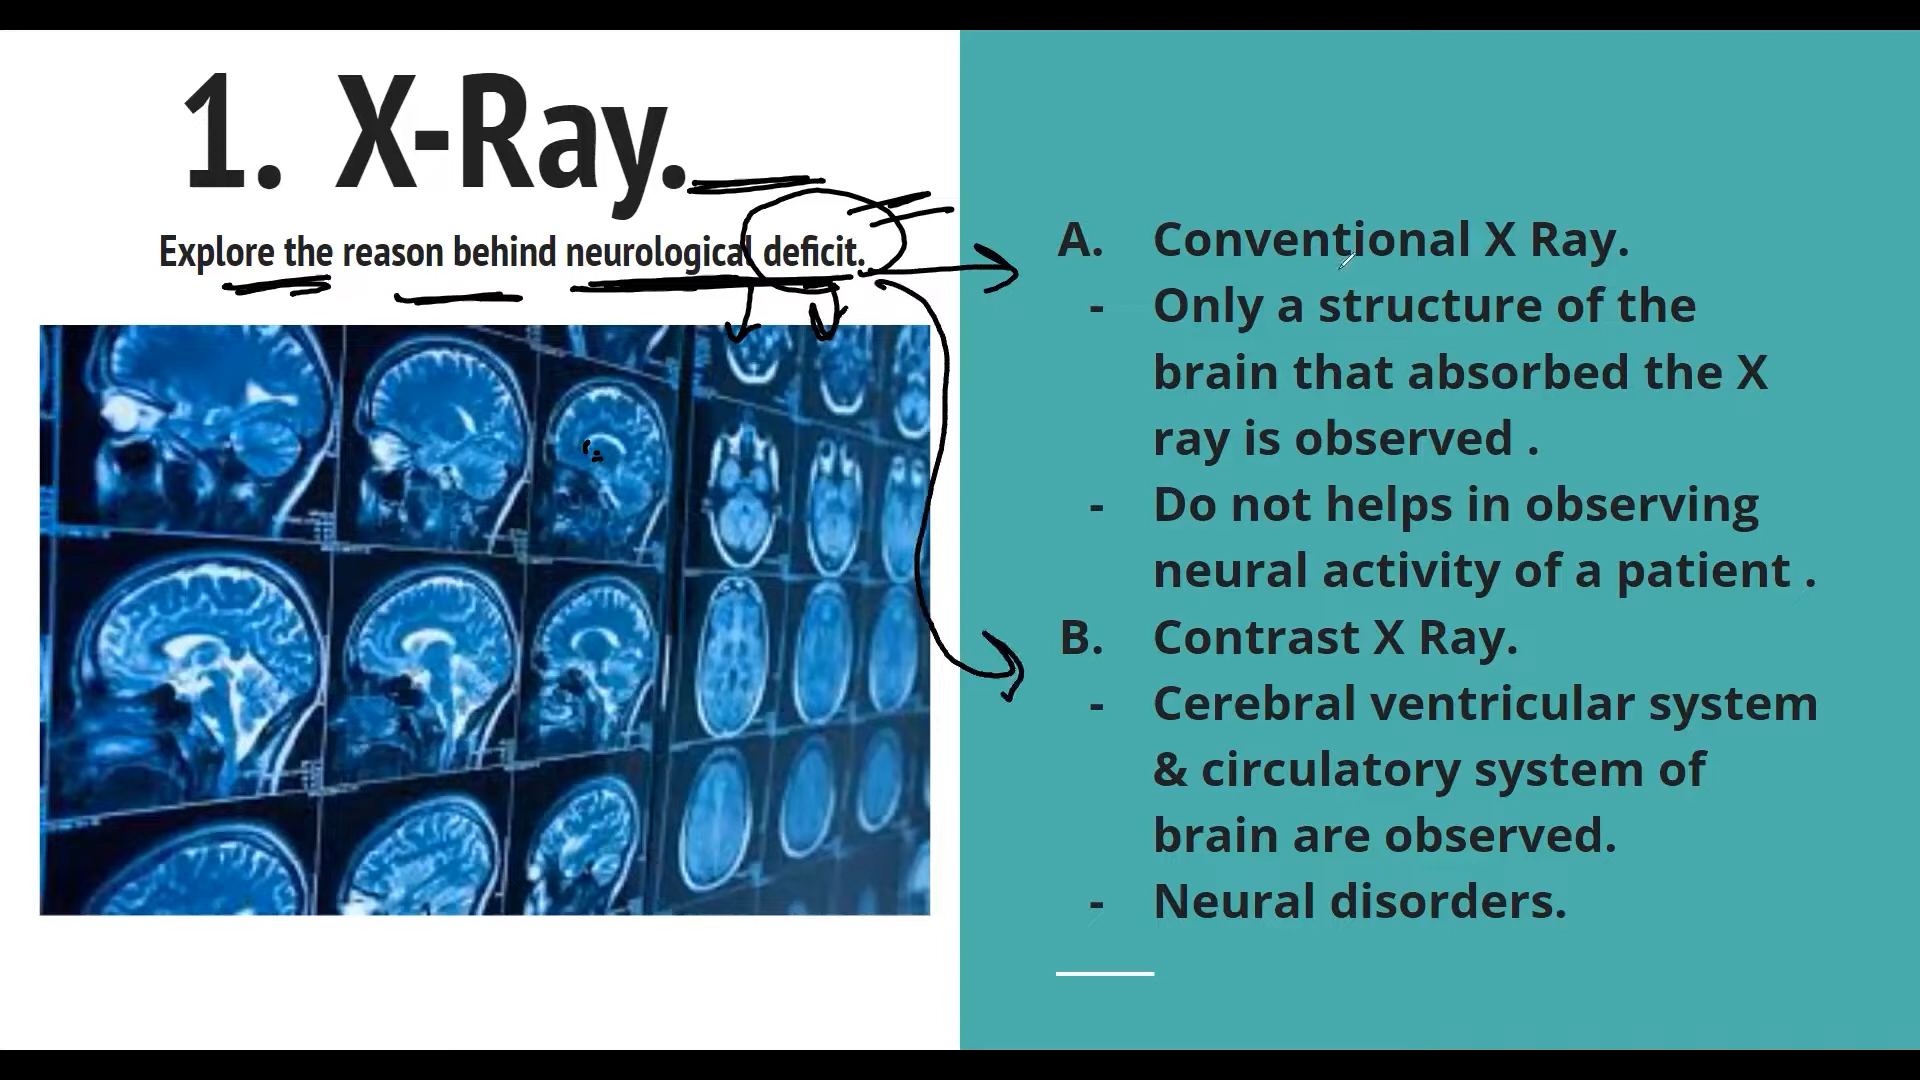 1. X-Ray.
Explore the reason behind neurological deficit.
A. Conventional X Ray.
- Only a structure of the
brain that absorbed the X
ray is observed .
- Do not helps in observing
neural activity of a patient .
B. Contrast X Ray.
- Cerebral ventricular system
& circulatory system of
brain are observed.
- Neural disorders.